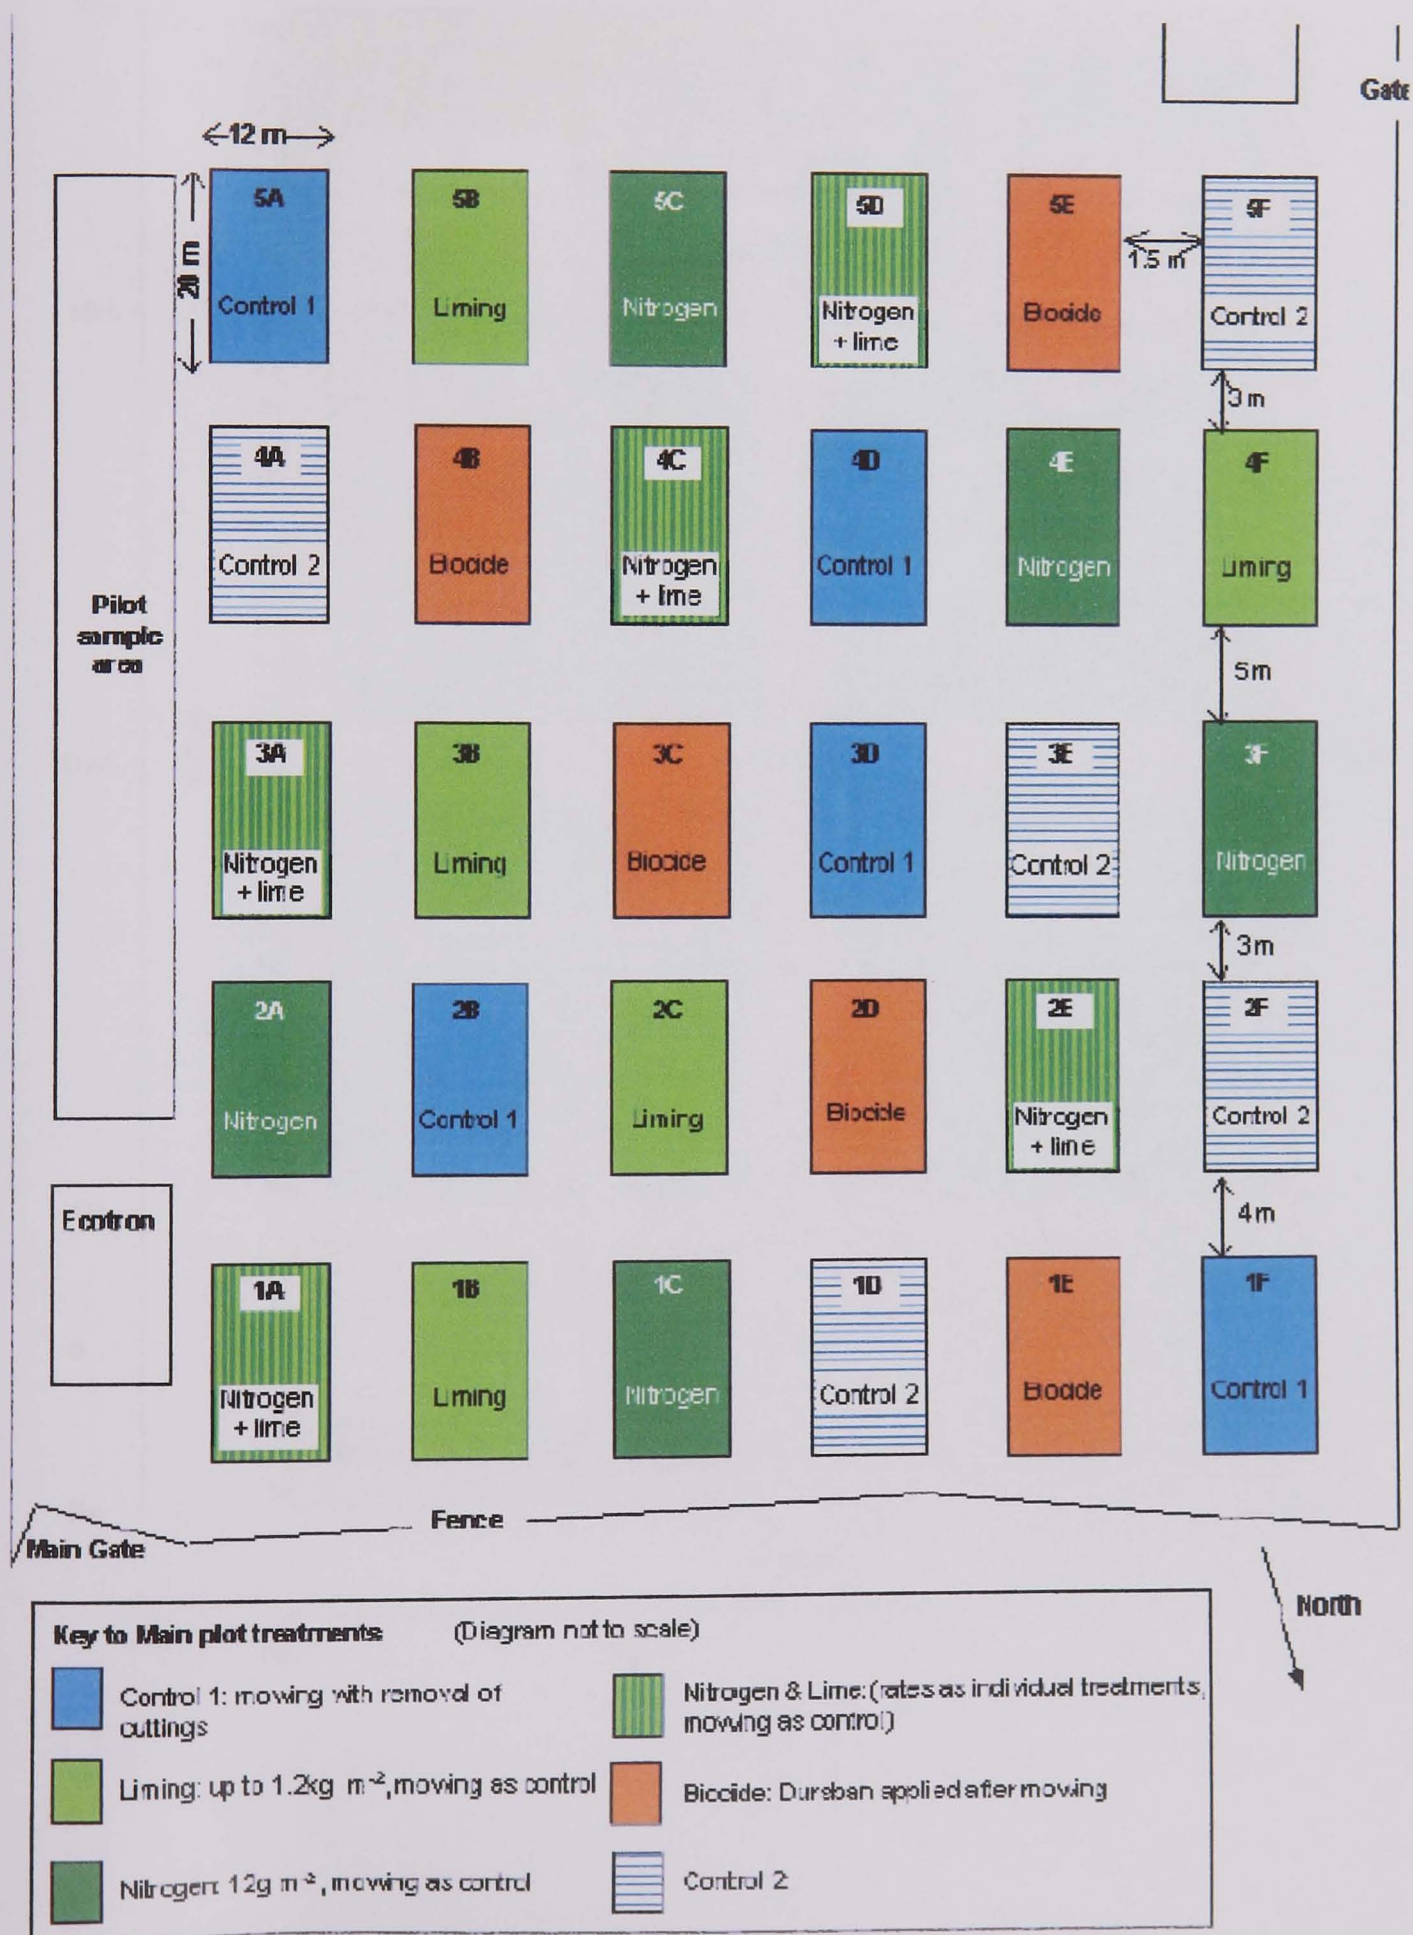 Gate
12 m
5A
5B
5C
5D
5E
5F
20 m
1.5 m
Control 1
Liming
Nitrogen
Nitrogen
+ lime
Biocide
Control 2
3 m
4A
4B
4C
4D
4E
4F
Control 2
Biocide
Nitrogen
+ lime
Control 1
Nitrogen
Liming
Pilot
sample
area
5m
3A
3B
3C
3D
3E
3F
Nitrogen
+ lime
Liming
Biocide
Control 1
Control 2
Nitrogen
3m
2A
2B
2C
2D
2E
2F
Nitrogen
Control 1
Liming
Biocide
Nitrogen
+ lime
Control 2
Ecotron
4m
1A
1B
1C
1D
1E
1F
Nitrogen
+ lime
Liming
Nitrogen
Control 2
Biocide
Control 1
Fence
Main Gate
North
Key to Main plot treatments (Diagram not to scale)
Control 1: mowing with removal of
cuttings
Liming: up to 1.2kg m⁻², mowing as control
Nitrogen: 12g m⁻², mowing as control
Nitrogen & Lime:(rates as individual treatments,
mowing as control)
Biocide: Dursban applied after mowing
Control 2: